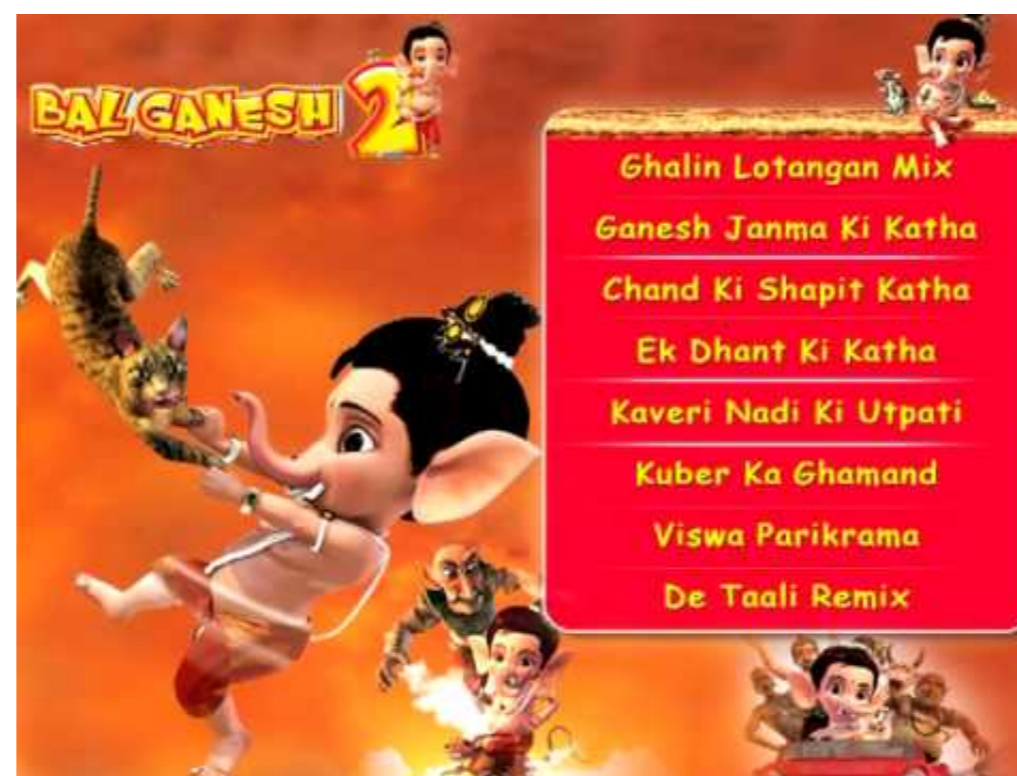 BAL GANESH 2
Ghalin Lotangan Mix
Ganesh Janma Ki Katha
Chand Ki Shapit Katha
Ek Dhant Ki Katha
Kaveri Nadi Ki Utpati
Kuber Ka Ghamand
Viswa Parikrama
De Taali Remix